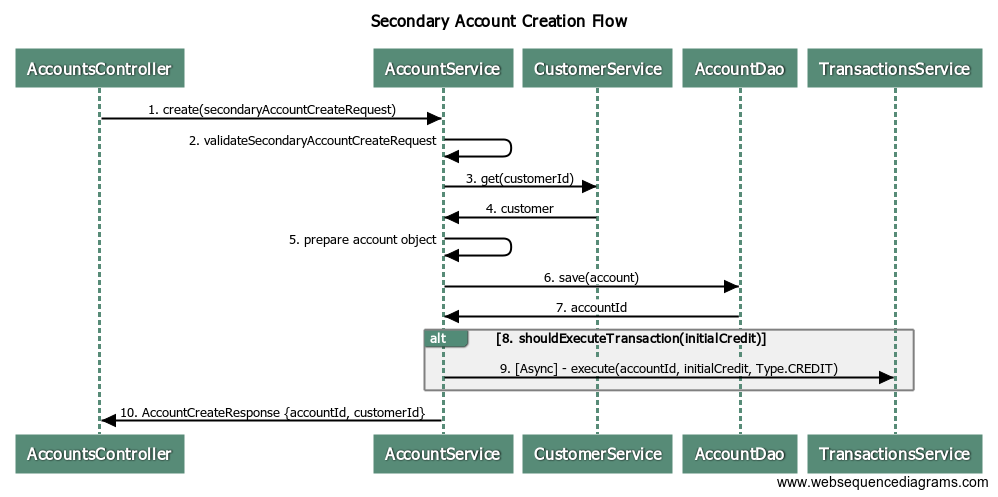 Secondary Account Creation Flow
AccountsController AccountService CustomerService AccountDao TransactionsService
1. create(secondaryAccountCreateRequest)
2. validateSecondaryAccountCreateRequest
3. get(customerId)
4. customer
5. prepare account object
6. save(account)
7. accountId
alt [8. shouldExecuteTransaction(initialCredit)]
9. [Async] - execute(accountId, initialCredit, Type.CREDIT)
10. AccountCreateResponse {accountId, customerId}
AccountsController AccountService CustomerService AccountDao TransactionsService
www.websequencediagrams.com